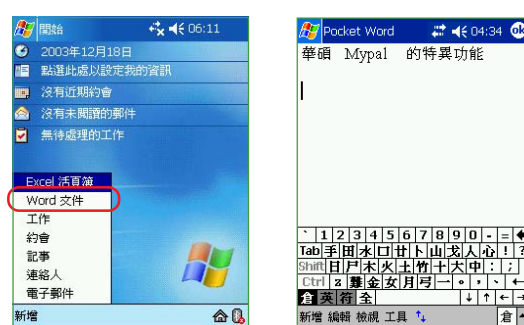 開始 06:11
2003年12月18日
點選此處以設定我的資訊
沒有近期約會
沒有未閱讀的郵件
無待處理的工作
Excel 活頁簿
Word 文件
工作
約會
記事
連絡人
電子郵件
新增
Pocket Word 04:34 ok
華碩 Mypal 的特異功能
` 1 2 3 4 5 6 7 8 9 0 - =
Tab 手 田 水 口 廿 卜 山 戈 人 心 ! ?
Shift 日 尸 木 火 土 竹 十 大 中 : ;
Ctrl z 難 金 女 月 弓 一 。 , 、 ←
倉 英 符 全 ↓ ↑ ← →
新增 編輯 檢視 工具 倉